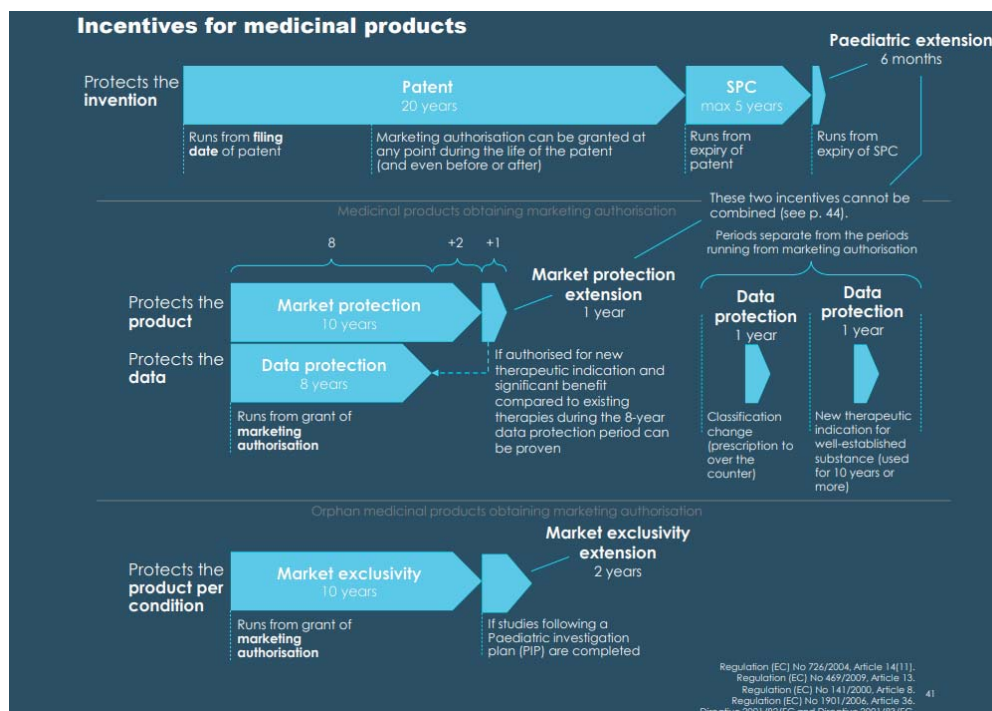 Incentives for medicinal products
Paediatric extension
6 months
Protects the
invention
Patent
20 years
SPC
max 5 years
Runs from filing
date of patent
Marketing authorisation can be granted at
any point during the life of the patent
(and even before or after)
Runs from
expiry of
patent
Runs from
expiry of SPC
These two incentives cannot be
combined (see p. 44).
Medicinal products obtaining marketing authorisation
Periods separate from the periods
running from marketing authorisation
8
+2
+1
Protects the
product
Market protection
10 years
Market protection
extension
1 year
Protects the
data
Data protection
8 years
Runs from grant of
marketing
authorisation
If authorised for new
therapeutic indication and
significant benefit
compared to existing
therapies during the 8-year
data protection period can
be proven
Data
protection
1 year
Classification
change
(prescription to
over the
counter)
Data
protection
1 year
New therapeutic
indication for
well-established
substance (used
for 10 years or
more)
Orphan medicinal products obtaining marketing authorisation
Protects the
product per
condition
Market exclusivity
10 years
Market exclusivity
extension
2 years
Runs from grant of
marketing
authorisation
If studies following a
Paediatric investigation
plan (PIP) are completed
Regulation (EC) No 726/2004, Article 14(11).
Regulation (EC) No 469/2009, Article 13.
Regulation (EC) No 141/2000, Article 8.
Regulation (EC) No 1901/2006, Article 36.
41